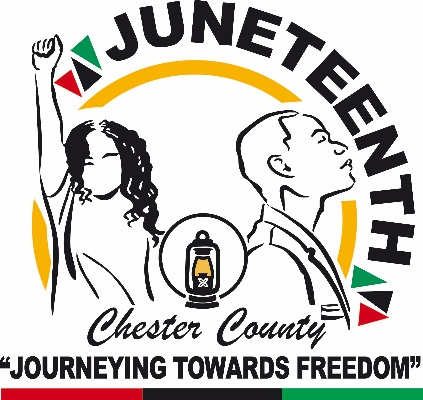 JUNETEENTH
Chester County
"JOURNEYING TOWARDS FREEDOM"